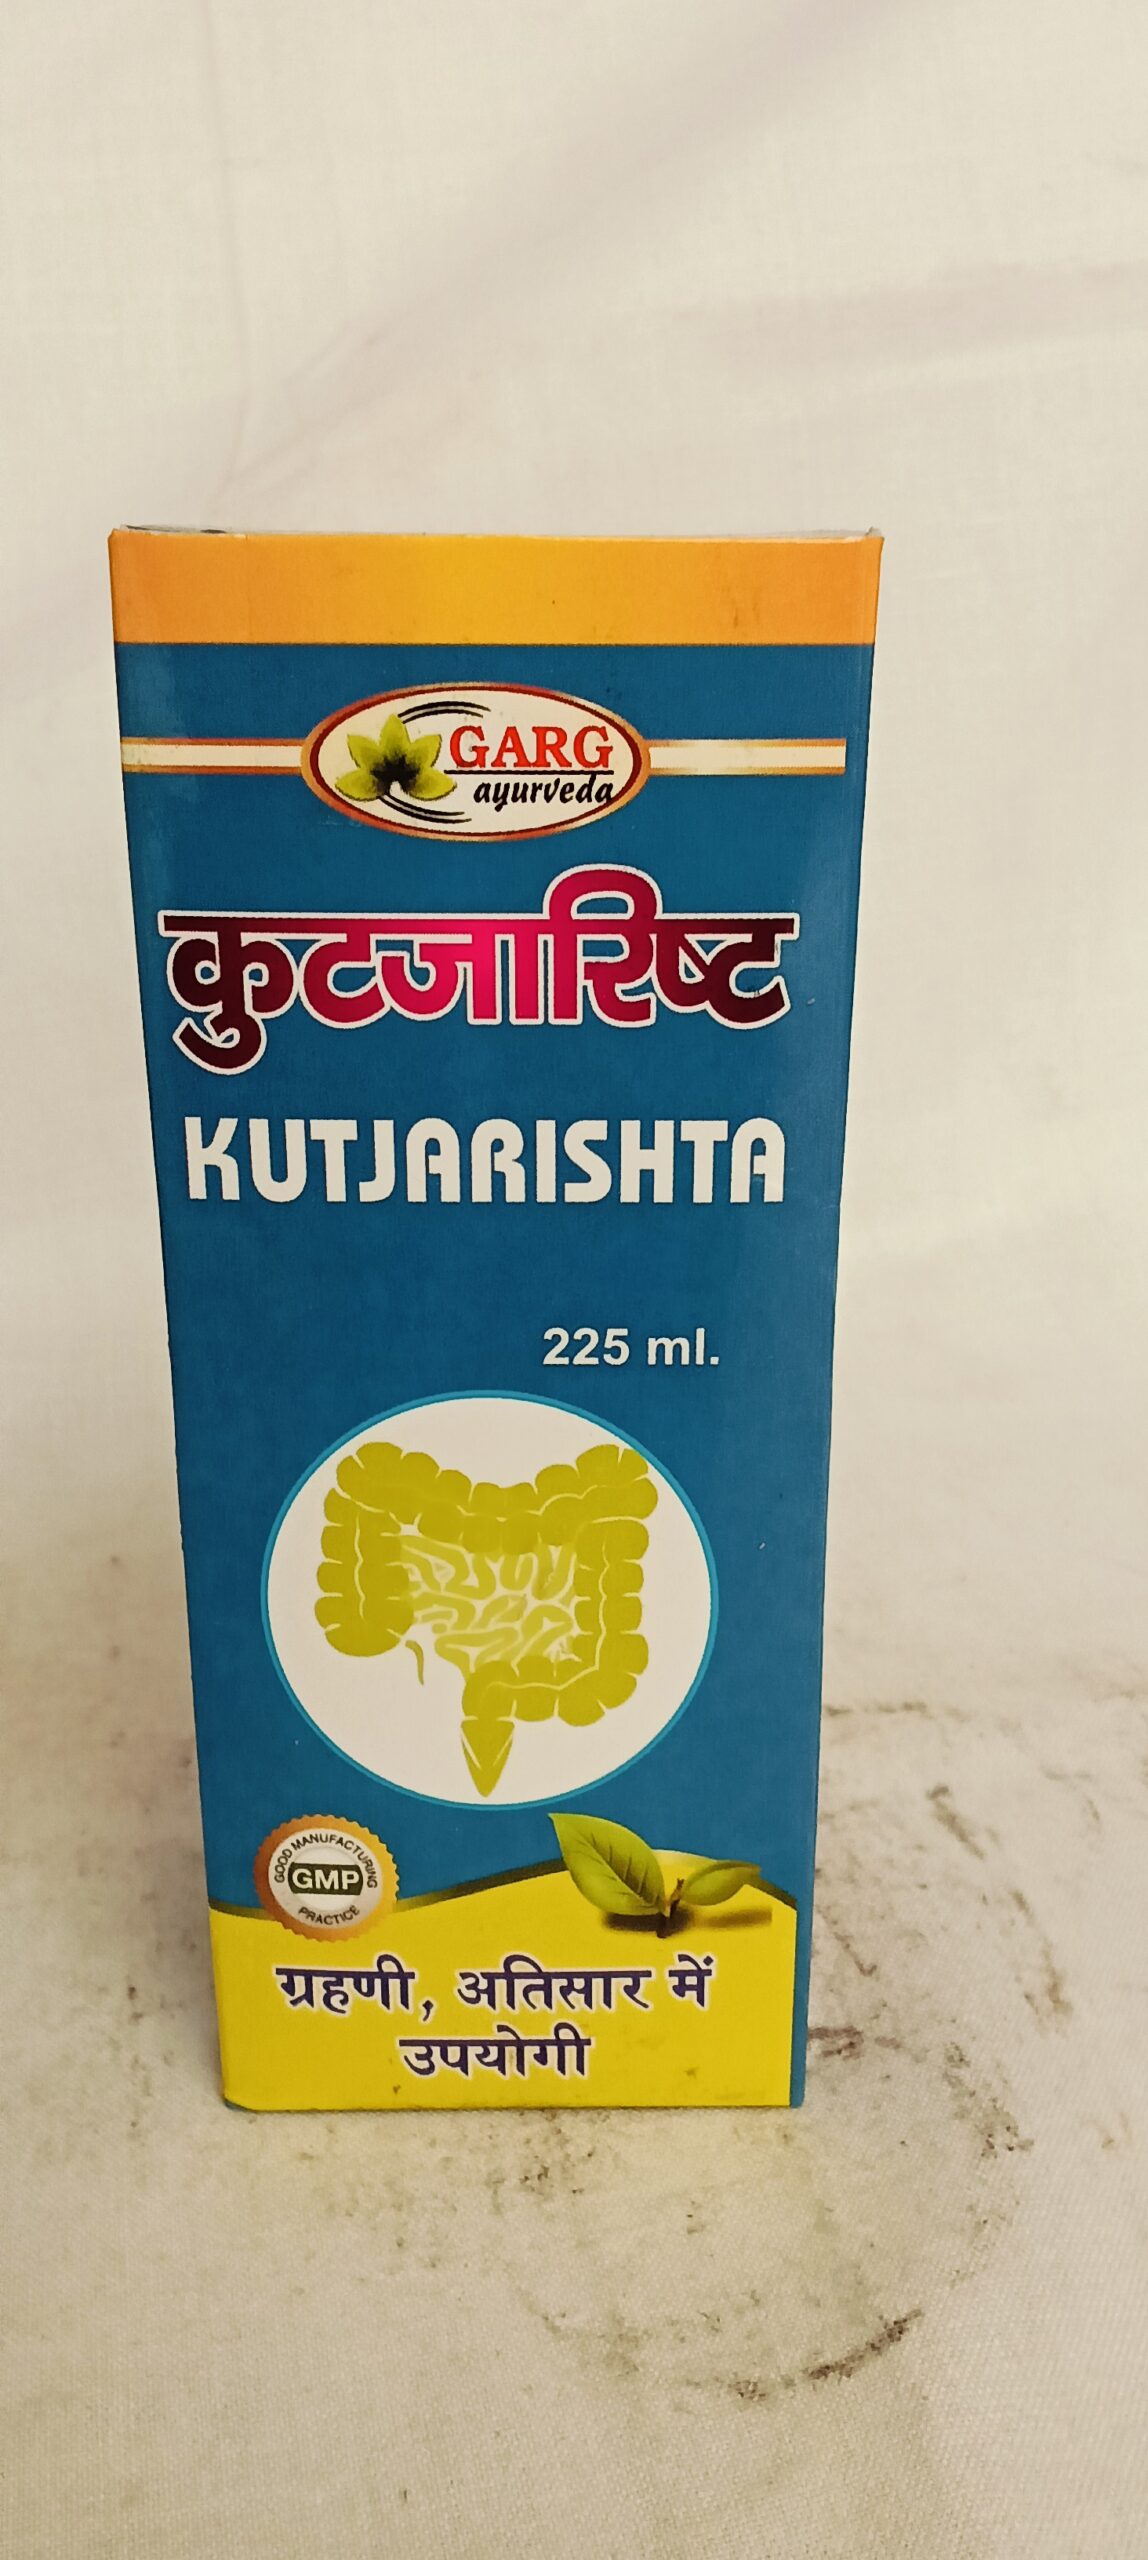 GARG
ayurveda
कुटजारिष्ट
KUTJARISHTA
225 ml.
GOOD MANUFACTURING
GMP
PRACTICE
ग्रहणी, अतिसार में
उपयोगी